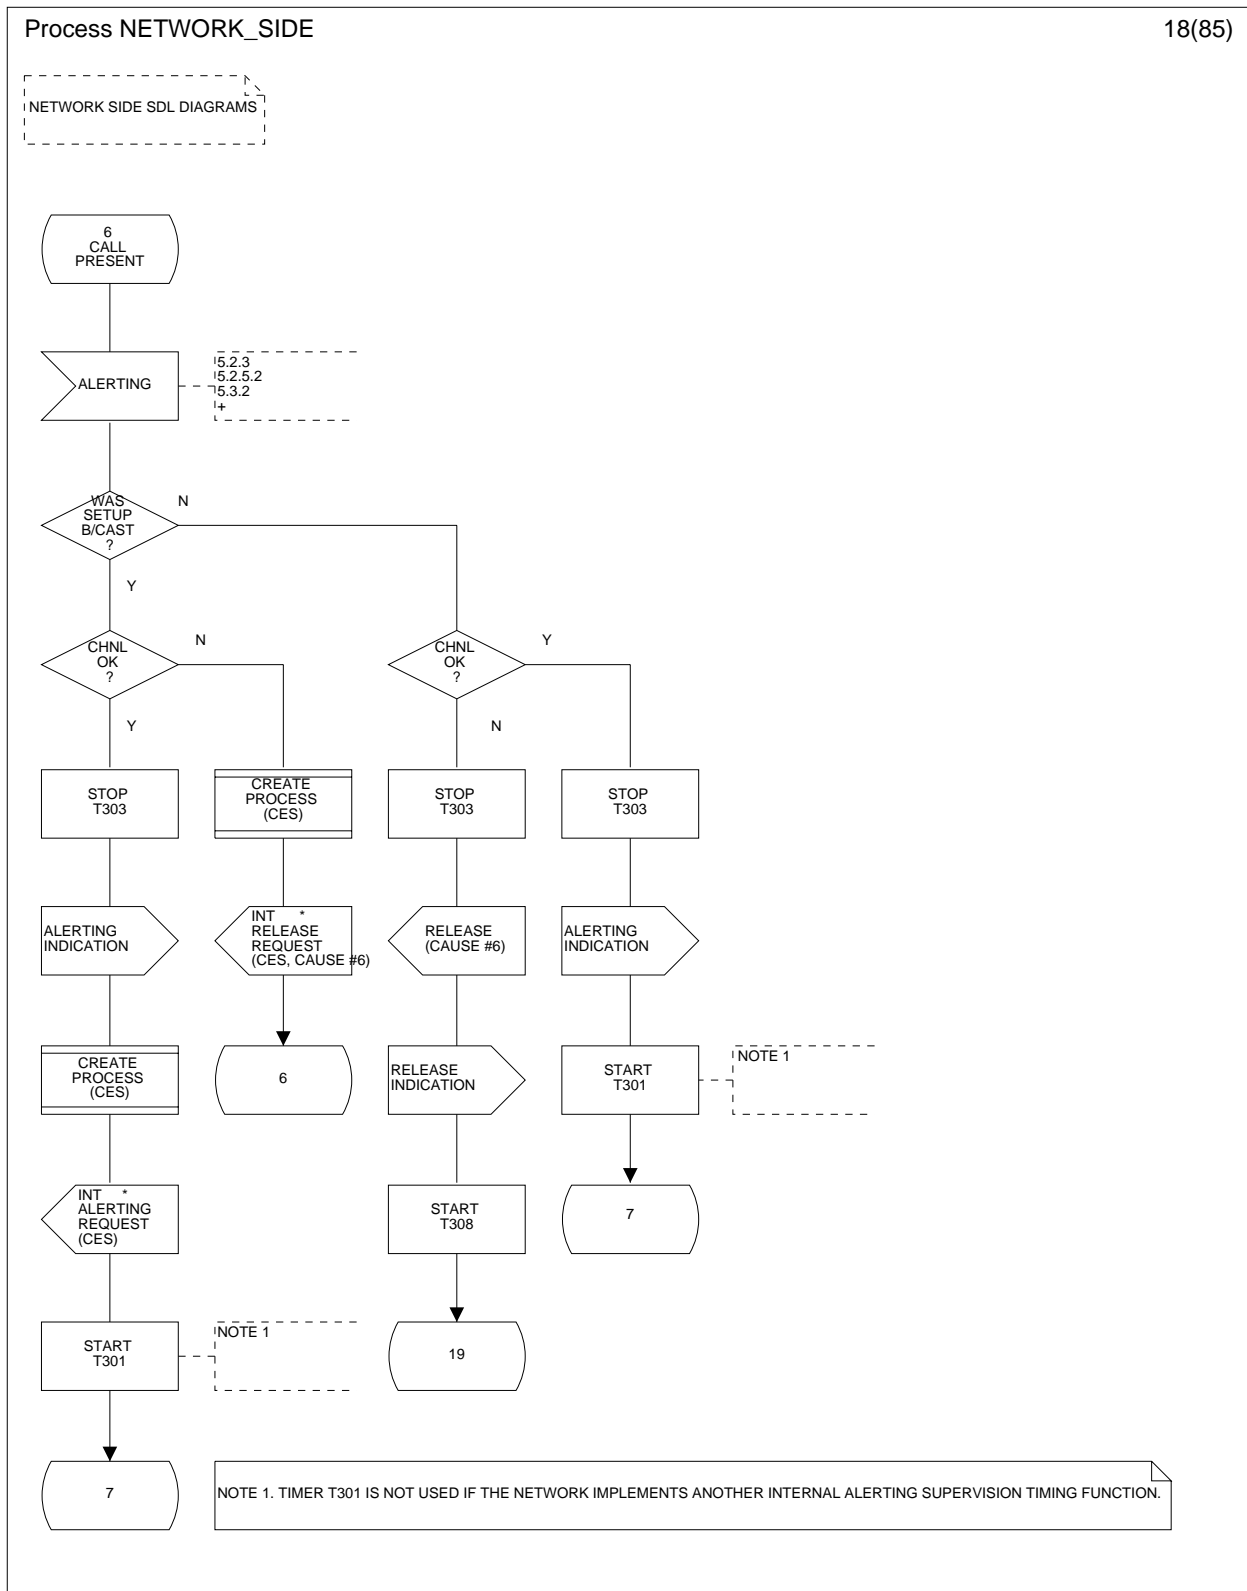 Process NETWORK_SIDE
18(85)
NETWORK SIDE SDL DIAGRAMS
6
CALL
PRESENT
ALERTING
5.2.3
5.2.5.2
5.3.2
+
WAS
SETUP
B/CAST
?
N
Y
CHNL
OK
?
N
Y
CHNL
OK
?
Y
N
STOP
T303
CREATE
PROCESS
(CES)
STOP
T303
STOP
T303
ALERTING
INDICATION
INT *
RELEASE
REQUEST
(CES, CAUSE #6)
RELEASE
(CAUSE #6)
ALERTING
INDICATION
CREATE
PROCESS
(CES)
6
RELEASE
INDICATION
START
T301
NOTE 1
INT *
ALERTING
REQUEST
(CES)
START
T308
7
START
T301
NOTE 1
19
7
NOTE 1. TIMER T301 IS NOT USED IF THE NETWORK IMPLEMENTS ANOTHER INTERNAL ALERTING SUPERVISION TIMING FUNCTION.